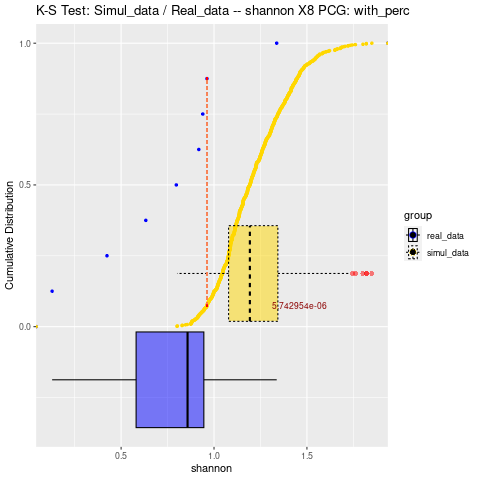 K-S Test: Simul_data / Real_data -- shannon X8 PCG: with_perc
Cumulative Distribution
1.0
0.5
0.0
5.742954e-06
0.5
1.0
1.5
shannon
group
real_data
simul_data